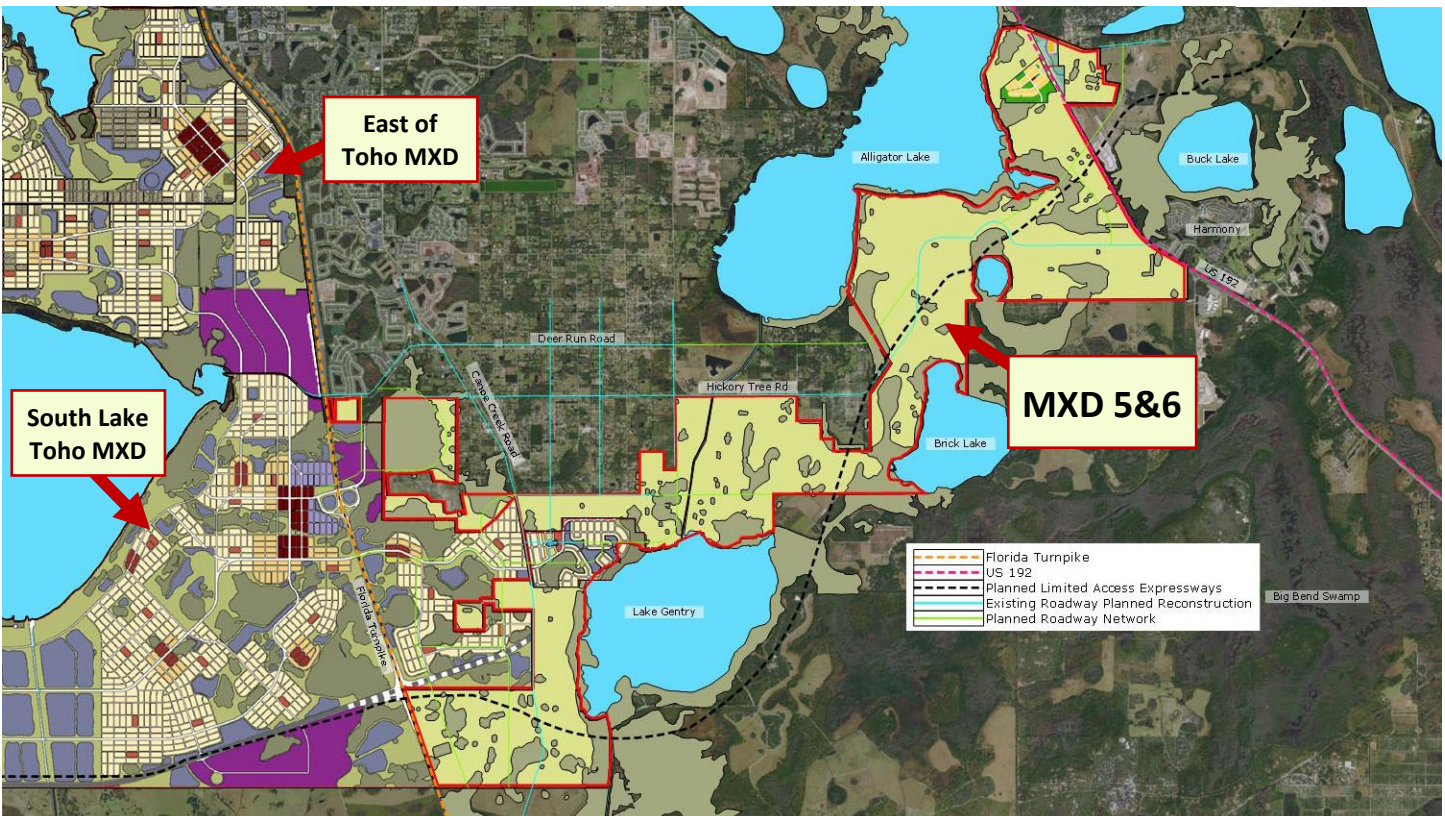 East of
Toho MXD
Alligator Lake
Buck Lake
Harmony
US 192
Deer Run Road
Canoe Creek Road
Hickory Tree Rd
MXD 5&6
South Lake
Toho MXD
Brick Lake
Florida Turnpike
US 192
Planned Limited Access Expressways
Existing Roadway Planned Reconstruction
Planned Roadway Network
Big Bend Swamp
Lake Gentry
Florida Turnpike